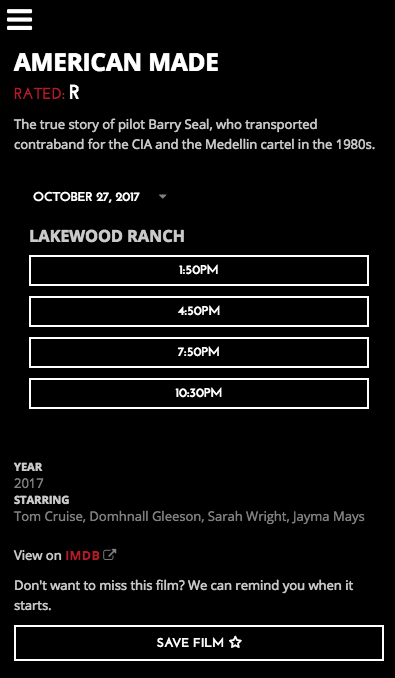 AMERICAN MADE
RATED: R
The true story of pilot Barry Seal, who transported
contraband for the CIA and the Medellin cartel in the 1980s.
OCTOBER 27, 2017
LAKEWOOD RANCH
1:50PM
4:50PM
7:50PM
10:30PM
YEAR
2017
STARRING
Tom Cruise, Domhnall Gleeson, Sarah Wright, Jayma Mays
View on IMDB
Don't want to miss this film? We can remind you when it
starts.
SAVE FILM